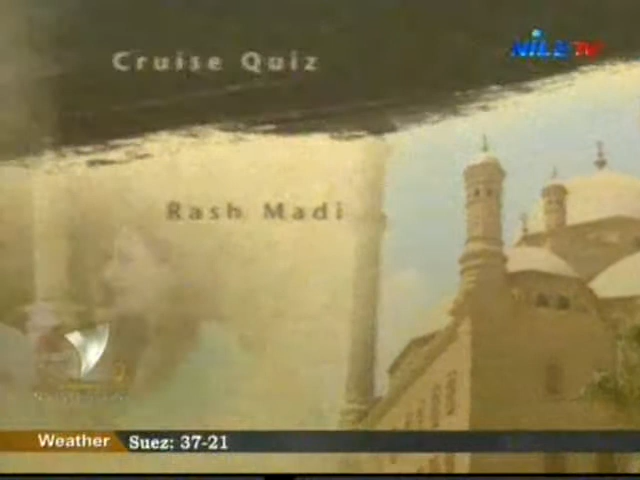 Cruise Quiz
NiLE TV
Rash Madi
Weather
Suez: 37-21